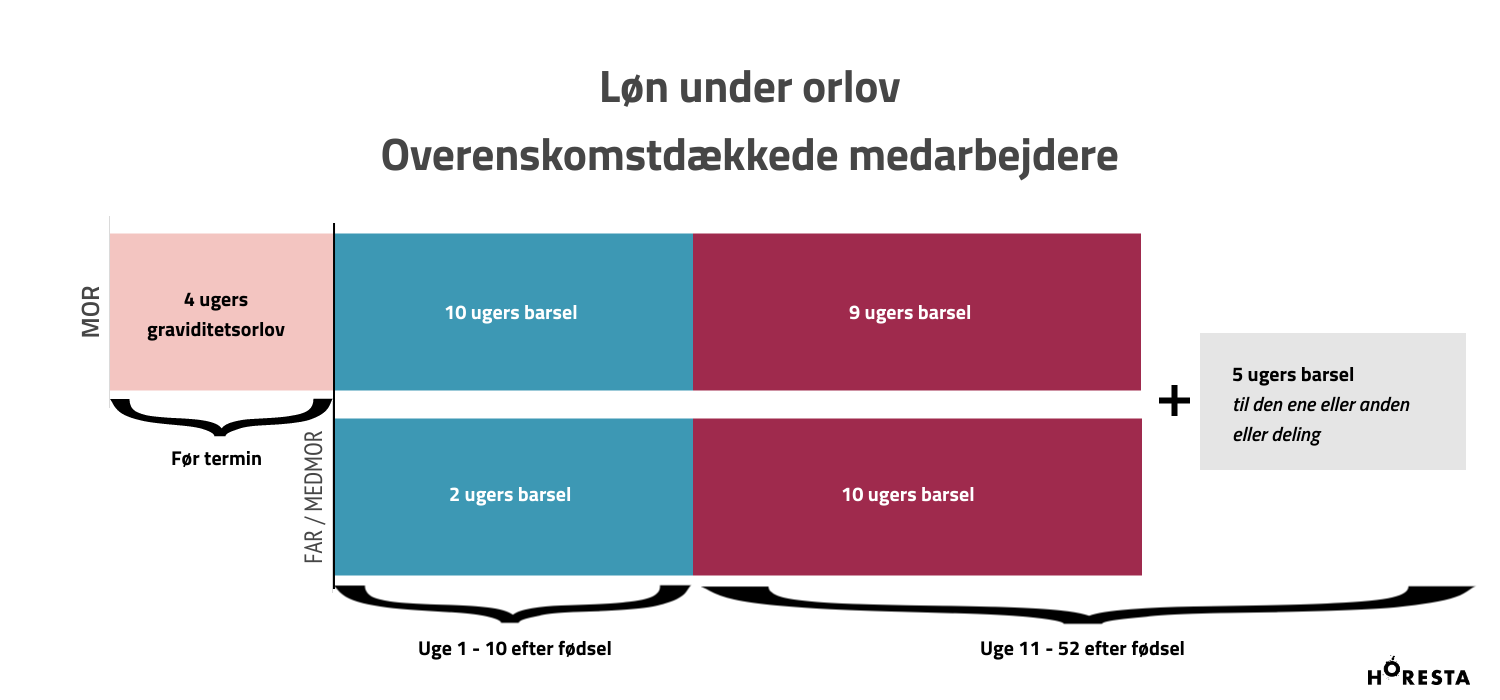 Løn under orlov
Overenskomstdækkede medarbejdere
MOR
4 ugers
graviditetsorlov
10 ugers barsel
9 ugers barsel
5 ugers barsel
til den ene eller anden
eller deling
Før termin
FAR / MEDMOR
2 ugers barsel
10 ugers barsel
Uge 1 - 10 efter fødsel
Uge 11 - 52 efter fødsel
HORESTA